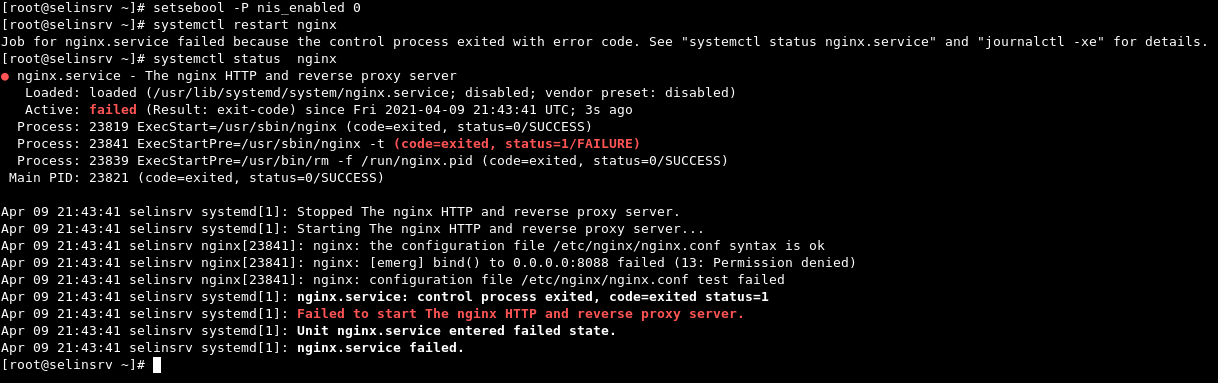 [root@selinsrv ~]# setsebool -P nis_enabled 0
[root@selinsrv ~]# systemctl restart nginx
Job for nginx.service failed because the control process exited with error code. See "systemctl status nginx.service" and "journalctl -xe" for details.
[root@selinsrv ~]# systemctl status  nginx
● nginx.service - The nginx HTTP and reverse proxy server
   Loaded: loaded (/usr/lib/systemd/system/nginx.service; disabled; vendor preset: disabled)
   Active: failed (Result: exit-code) since Fri 2021-04-09 21:43:41 UTC; 3s ago
  Process: 23819 ExecStart=/usr/sbin/nginx (code=exited, status=0/SUCCESS)
  Process: 23841 ExecStartPre=/usr/sbin/nginx -t (code=exited, status=1/FAILURE)
  Process: 23839 ExecStartPre=/usr/bin/rm -f /run/nginx.pid (code=exited, status=0/SUCCESS)
 Main PID: 23821 (code=exited, status=0/SUCCESS)

Apr 09 21:43:41 selinsrv systemd[1]: Stopped The nginx HTTP and reverse proxy server.
Apr 09 21:43:41 selinsrv systemd[1]: Starting The nginx HTTP and reverse proxy server...
Apr 09 21:43:41 selinsrv nginx[23841]: nginx: the configuration file /etc/nginx/nginx.conf syntax is ok
Apr 09 21:43:41 selinsrv nginx[23841]: nginx: [emerg] bind() to 0.0.0.0:8088 failed (13: Permission denied)
Apr 09 21:43:41 selinsrv nginx[23841]: nginx: configuration file /etc/nginx/nginx.conf test failed
Apr 09 21:43:41 selinsrv systemd[1]: nginx.service: control process exited, code=exited status=1
Apr 09 21:43:41 selinsrv systemd[1]: Failed to start The nginx HTTP and reverse proxy server.
Apr 09 21:43:41 selinsrv systemd[1]: Unit nginx.service entered failed state.
Apr 09 21:43:41 selinsrv systemd[1]: nginx.service failed.
[root@selinsrv ~]#